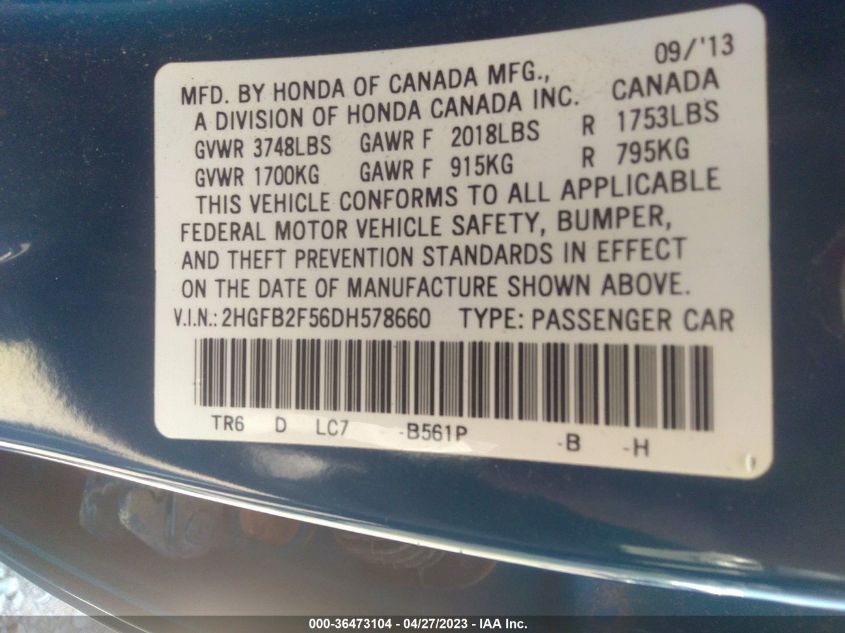 09/'13
MFD. BY HONDA OF CANADA MFG., CANADA
A DIVISION OF HONDA CANADA INC.
GVWR 3748LBS GAWR F 2018LBS R 1753LBS
GVWR 1700KG GAWR F 915KG R 795KG
THIS VEHICLE CONFORMS TO ALL APPLICABLE
FEDERAL MOTOR VEHICLE SAFETY, BUMPER,
AND THEFT PREVENTION STANDARDS IN EFFECT
ON THE DATE OF MANUFACTURE SHOWN ABOVE.
V.I.N.: 2HGFB2F56DH578660 TYPE: PASSENGER CAR
TR6 D LC7 -B561P -B -H
000-36473104 - 04/27/2023 - IAA Inc.